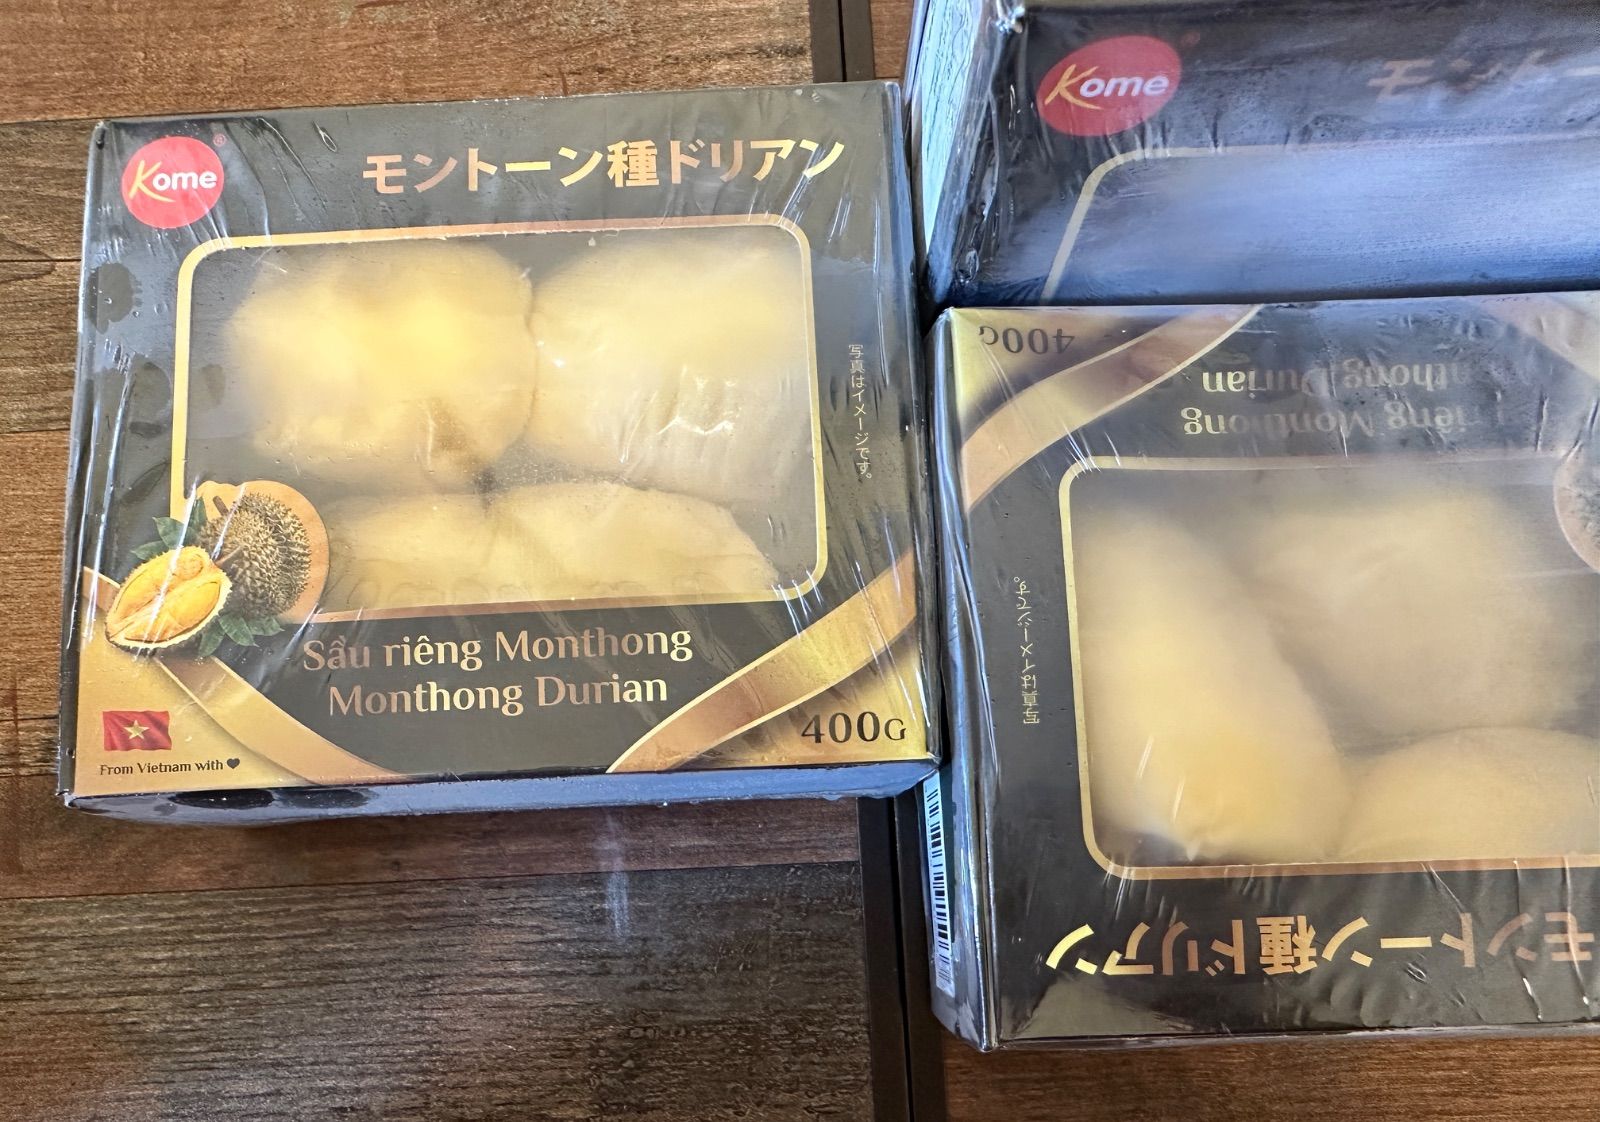 Kome®
モントーン種ドリアン
写真はイメージです。
Sầu riêng Monthong
Monthong Durian
From Vietnam with
400G
Kome
モントー
400G
thong Durian
riêng Monthong
写真はイメージです。
モントーン種ドリアン